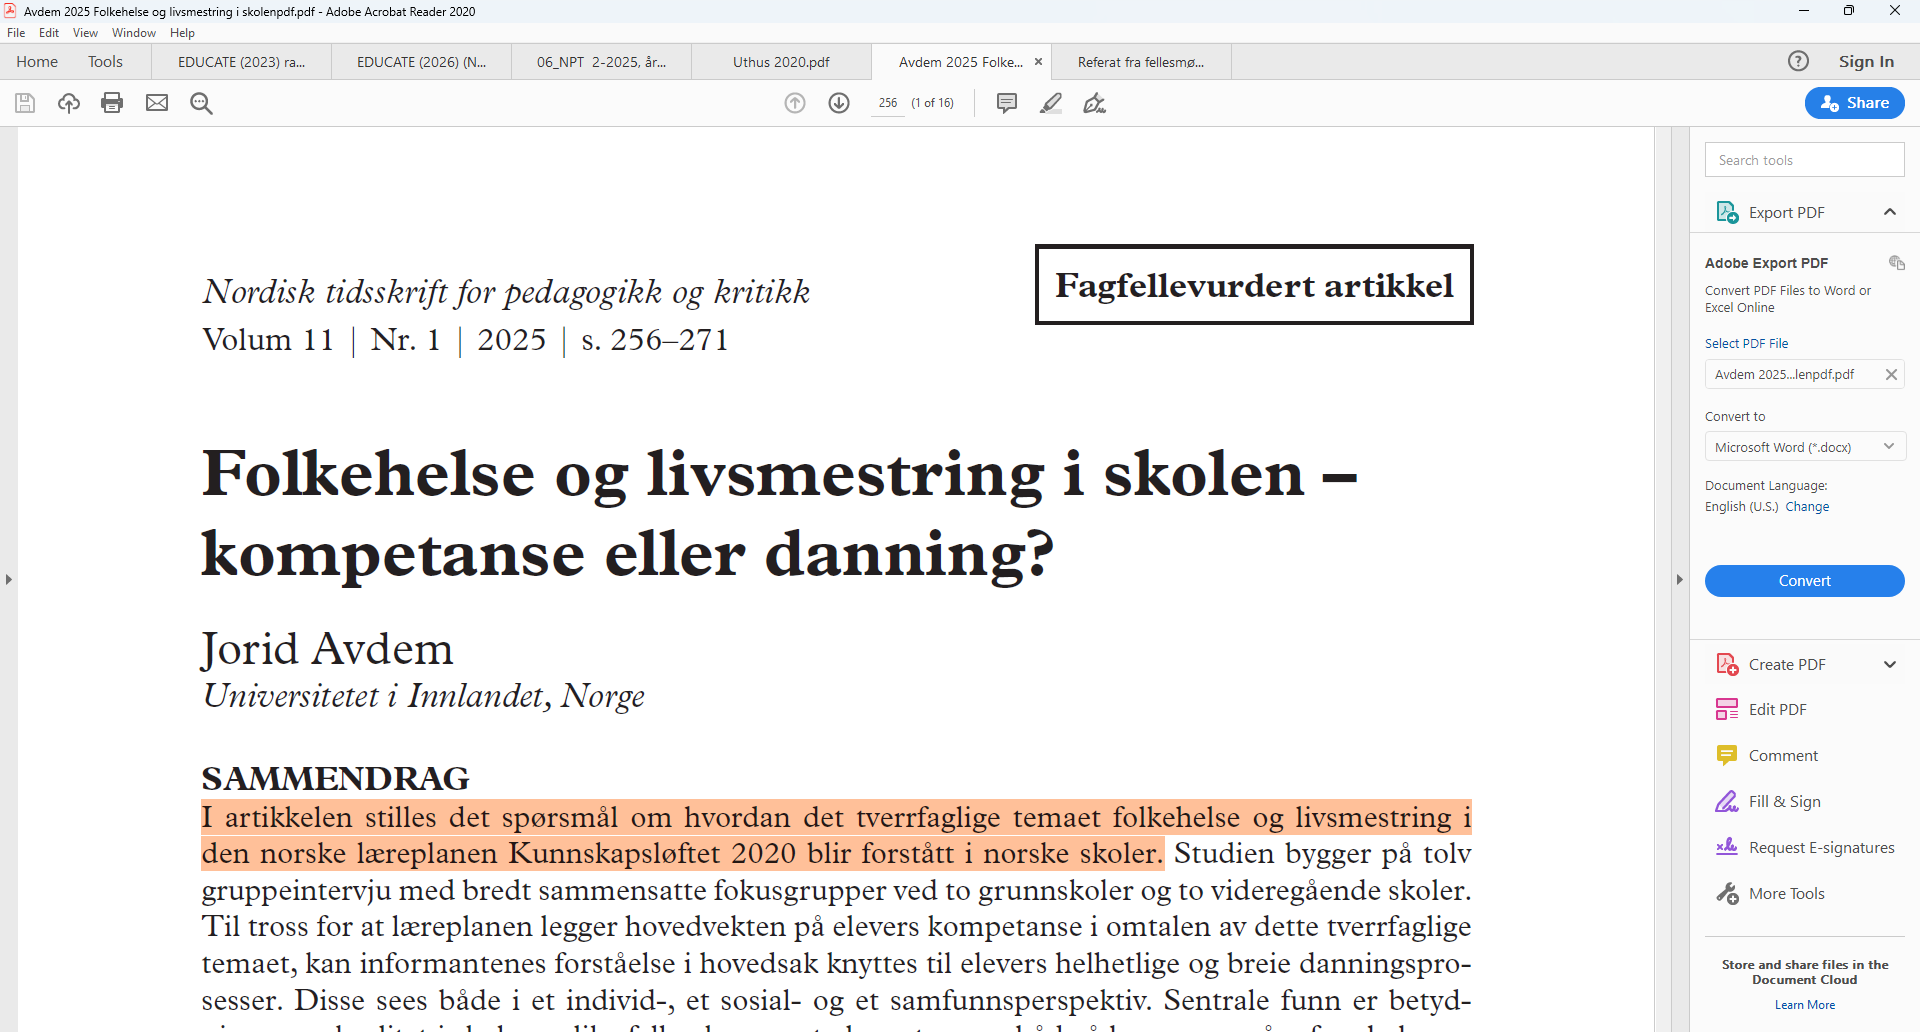 Avdem 2025 Folkehelse og livsmestring i skolenpdf.pdf - Adobe Acrobat Reader 2020
File Edit View Window Help
Home Tools EDUCATE (2023) ra... EDUCATE (2026) (N... 06_NPT 2-2025, år... Uthus 2020.pdf Avdem 2025 Folke... × Referat fra fellesmø... ? Sign In
256 (1 of 16) Share
Nordisk tidsskrift for pedagogikk og kritikk
Volum 11 | Nr. 1 | 2025 | s. 256–271
Fagfellevurdert artikkel
Folkehelse og livsmestring i skolen –
kompetanse eller danning?
Jorid Avdem
Universitetet i Innlandet, Norge
SAMMENDRAG
I artikkelen stilles det spørsmål om hvordan det tverrfaglige temaet folkehelse og livsmestring i
den norske læreplanen Kunnskapsløftet 2020 blir forstått i norske skoler. Studien bygger på tolv
gruppeintervju med bredt sammensatte fokusgrupper ved to grunnskoler og to videregående skoler.
Til tross for at læreplanen legger hovedvekten på elevers kompetanse i omtalen av dette tverrfaglige
temaet, kan informantenes forståelse i hovedsak knyttes til elevers helhetlige og breie danningspro-
sesser. Disse sees både i et individ-, et sosial- og et samfunnsperspektiv. Sentrale funn er betyd-
Search tools
Export PDF
Adobe Export PDF
Convert PDF Files to Word or
Excel Online
Select PDF File
Avdem 2025...lenpdf.pdf
Convert to
Microsoft Word (*.docx)
Document Language:
English (U.S.) Change
Convert
Create PDF
Edit PDF
Comment
Fill & Sign
Request E-signatures
More Tools
Store and share files in the
Document Cloud
Learn More